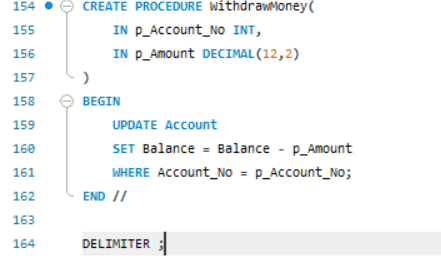 154 CREATE PROCEDURE WithdrawMoney(
155     IN p_Account_No INT,
156     IN p_Amount DECIMAL(12,2)
157 )
158 BEGIN
159     UPDATE Account
160     SET Balance = Balance - p_Amount
161     WHERE Account_No = p_Account_No;
162 END //
163
164 DELIMITER ;